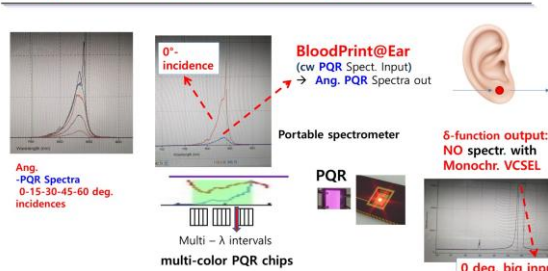 0°-
incidence
BloodPrint@Ear
(cw PQR Spect. Input)
→ Ang. PQR Spectra out
Portable spectrometer
Ang.
-PQR Spectra
0-15-30-45-60 deg.
incidences
PQR
Multi – λ intervals
multi-color PQR chips
δ-function output:
NO spectr. with
Monochr. VCSEL
0 deg. big inp